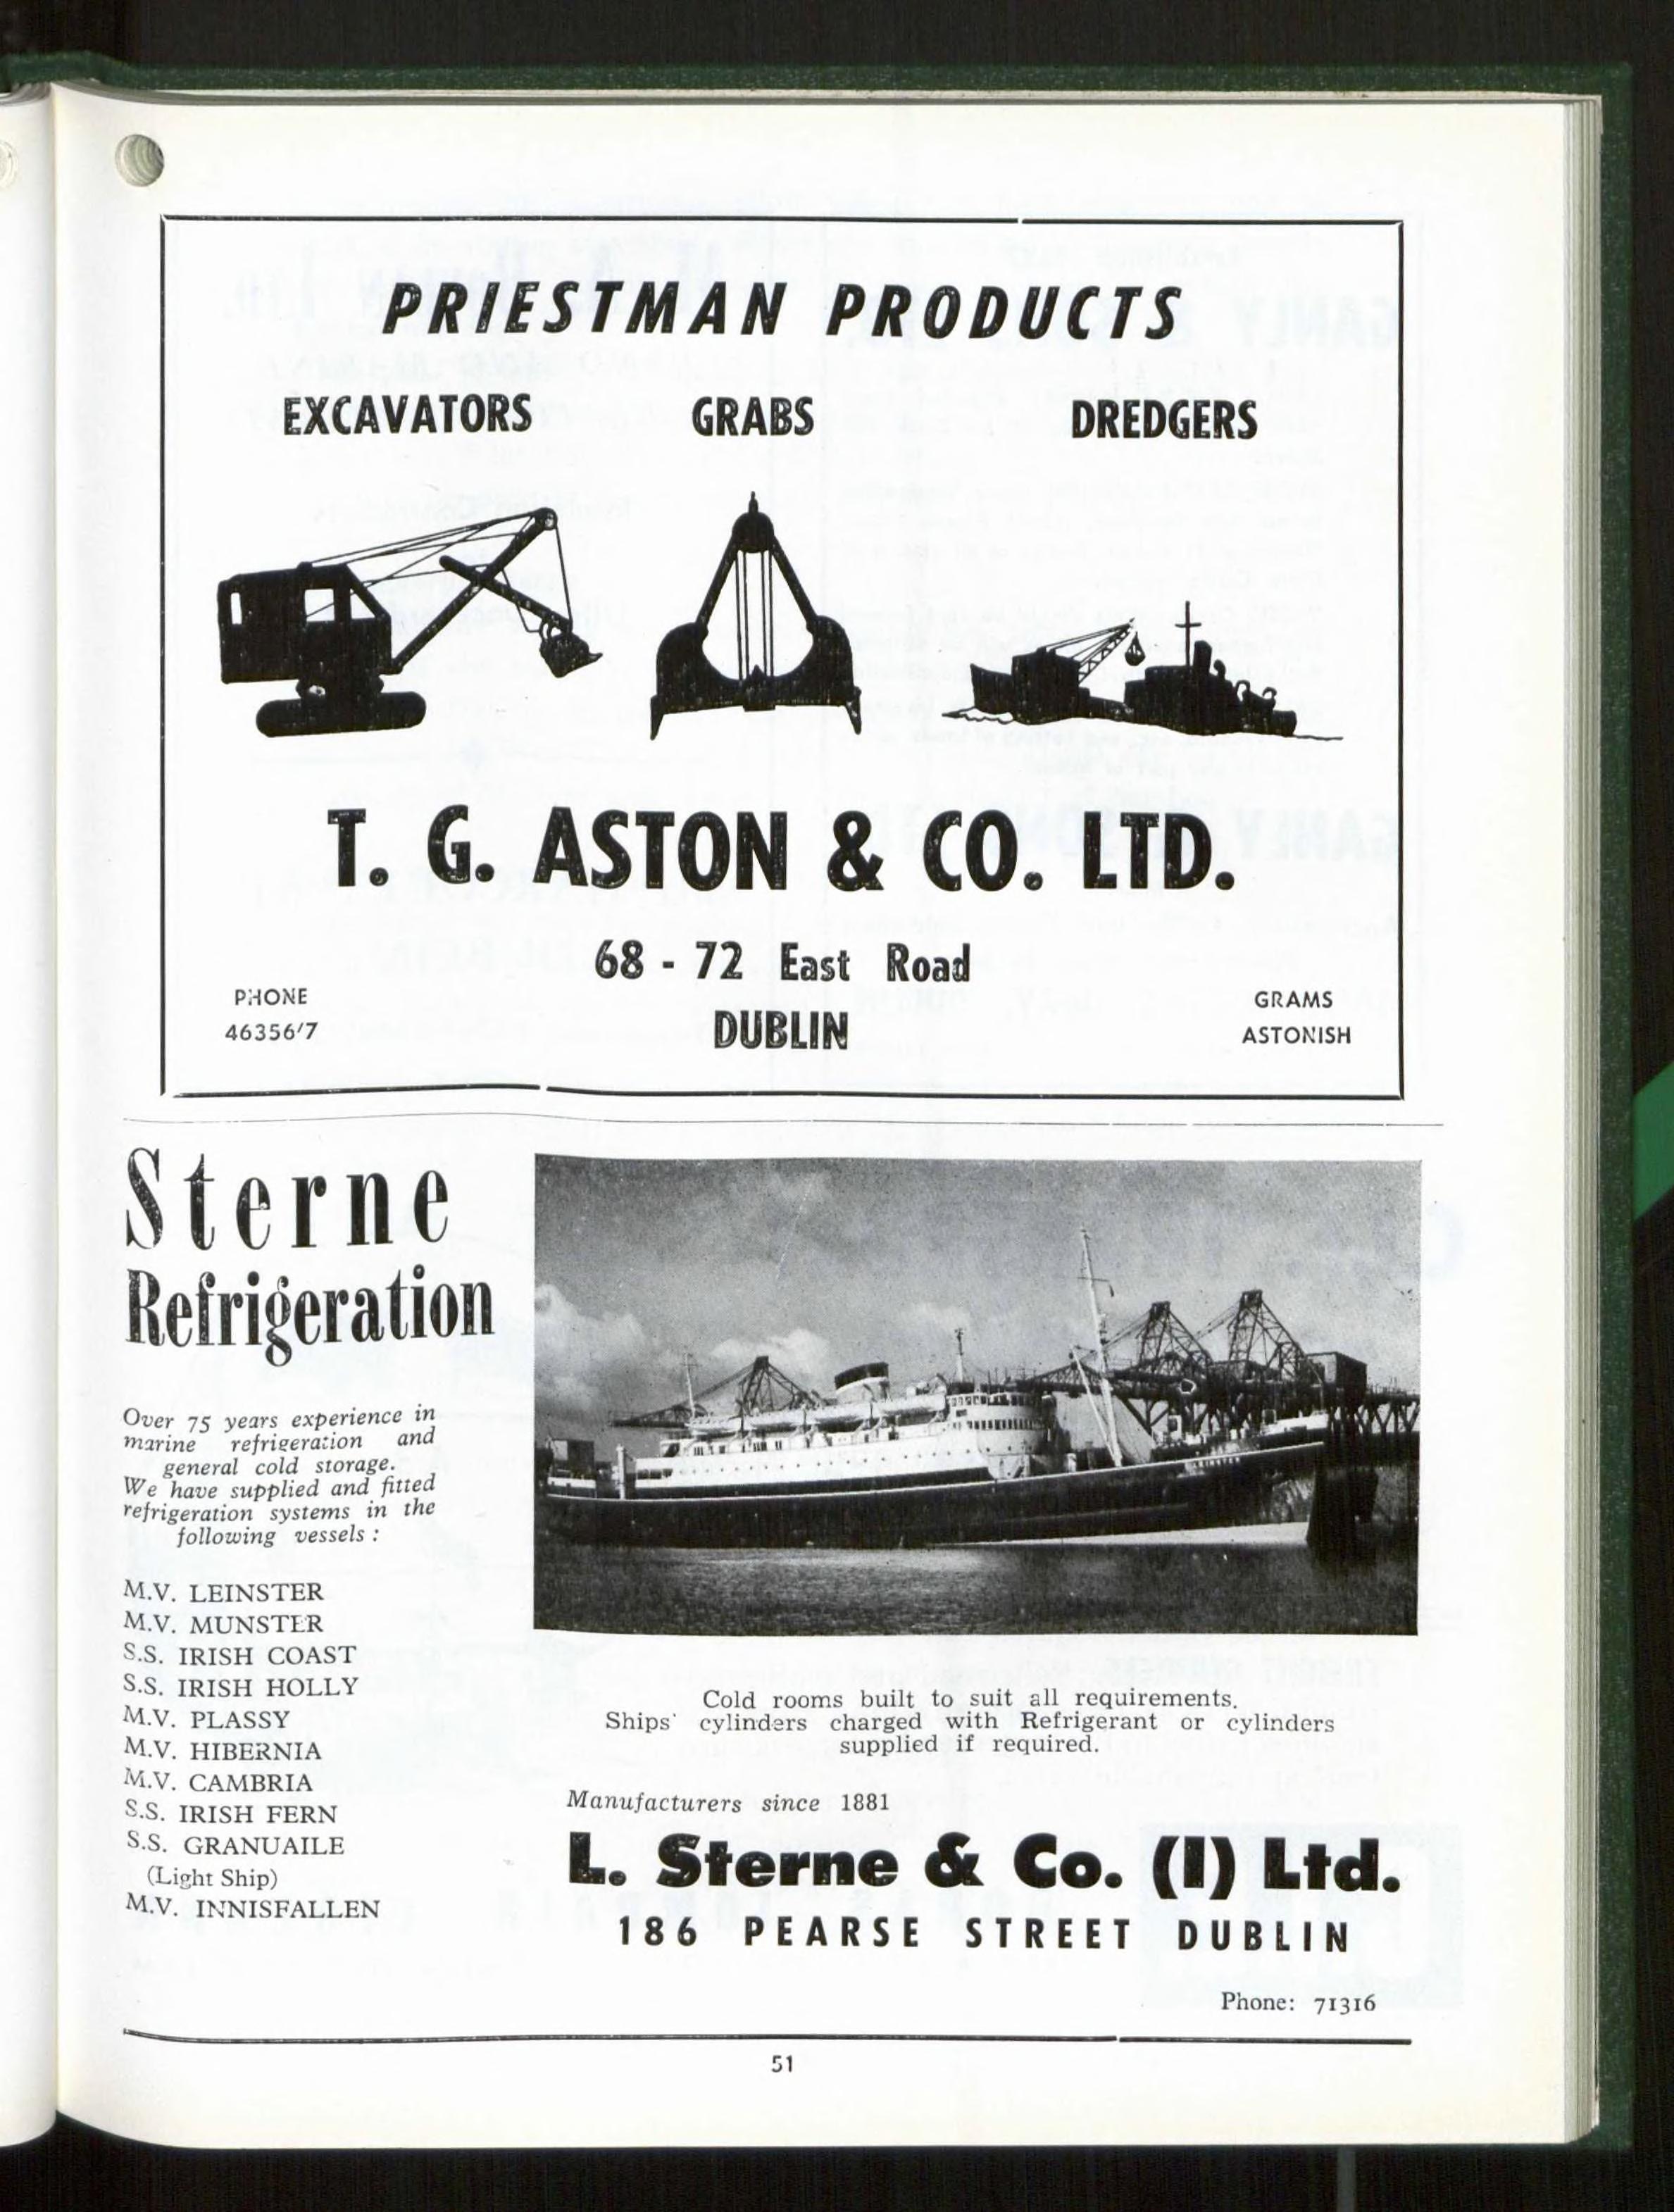 PRIESTMAN PRODUCTS
EXCAVATORS GRABS DREDGERS
T. G. ASTON & CO. LTD.
68 - 72 East Road
DUBLIN
PHONE
46356/7
GRAMS
ASTONISH
Sterne
Refrigeration
Over 75 years experience in
marine refrigeration and
general cold storage.
We have supplied and fitted
refrigeration systems in the
following vessels :
M.V. LEINSTER
M.V. MUNSTER
S.S. IRISH COAST
S.S. IRISH HOLLY
M.V. PLASSY
M.V. HIBERNIA
M.V. CAMBRIA
S.S. IRISH FERN
S.S. GRANUAILE
(Light Ship)
M.V. INNISFALLEN
Cold rooms built to suit all requirements.
Ships' cylinders charged with Refrigerant or cylinders
supplied if required.
Manufacturers since 1881
L. Sterne & Co. (I) Ltd.
186 PEARSE STREET DUBLIN
Phone: 71316
51